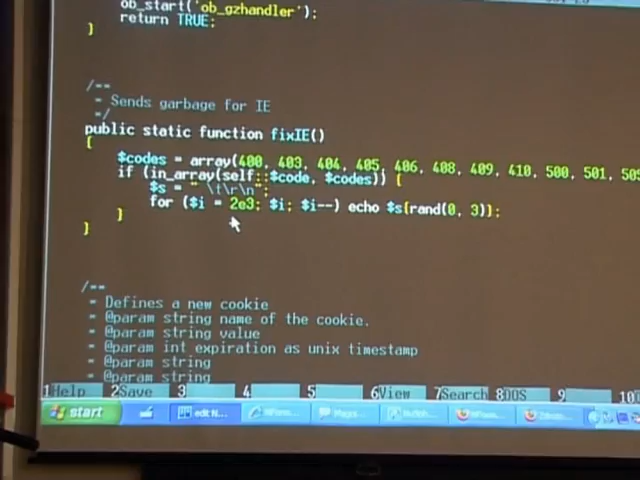 ob_start('ob_gzhandler');
return TRUE;
}
/--
- Sends garbage for IE
-/
public static function fixIE()
{
$codes = array(400, 403, 404, 405, 406, 408, 409, 410, 500, 501, 505
if (in_array(self::$code, $codes)) {
$s = " \t\r\n";
for ($i = 2e3; $i; $i--) echo $s{rand(0, 3)};
}
}
/--
- Defines a new cookie
- @param string name of the cookie.
- @param string value
- @param int expiration as unix timestamp
- @param string
- @param string
1Help 2Save 3 4 5 6View 7Search 8DOS 9 10
start edit